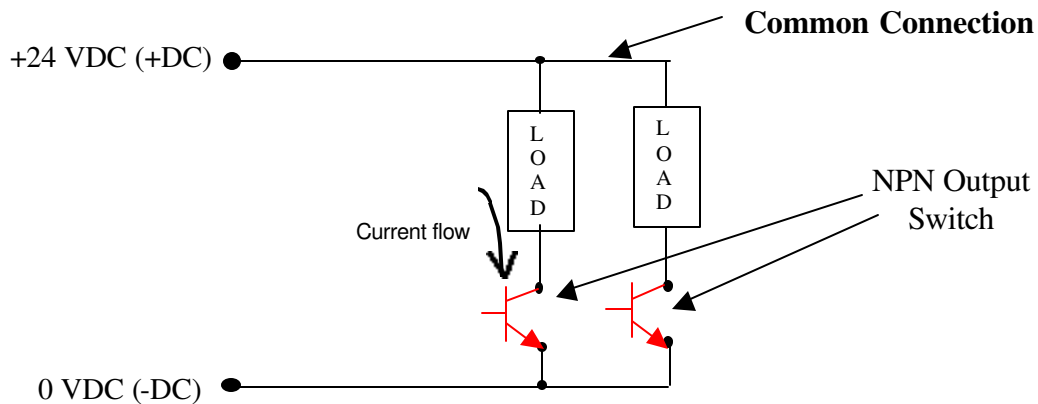 Common Connection
+24 VDC (+DC)
L
O
A
D
L
O
A
D
NPN Output
Switch
Current flow
0 VDC (-DC)